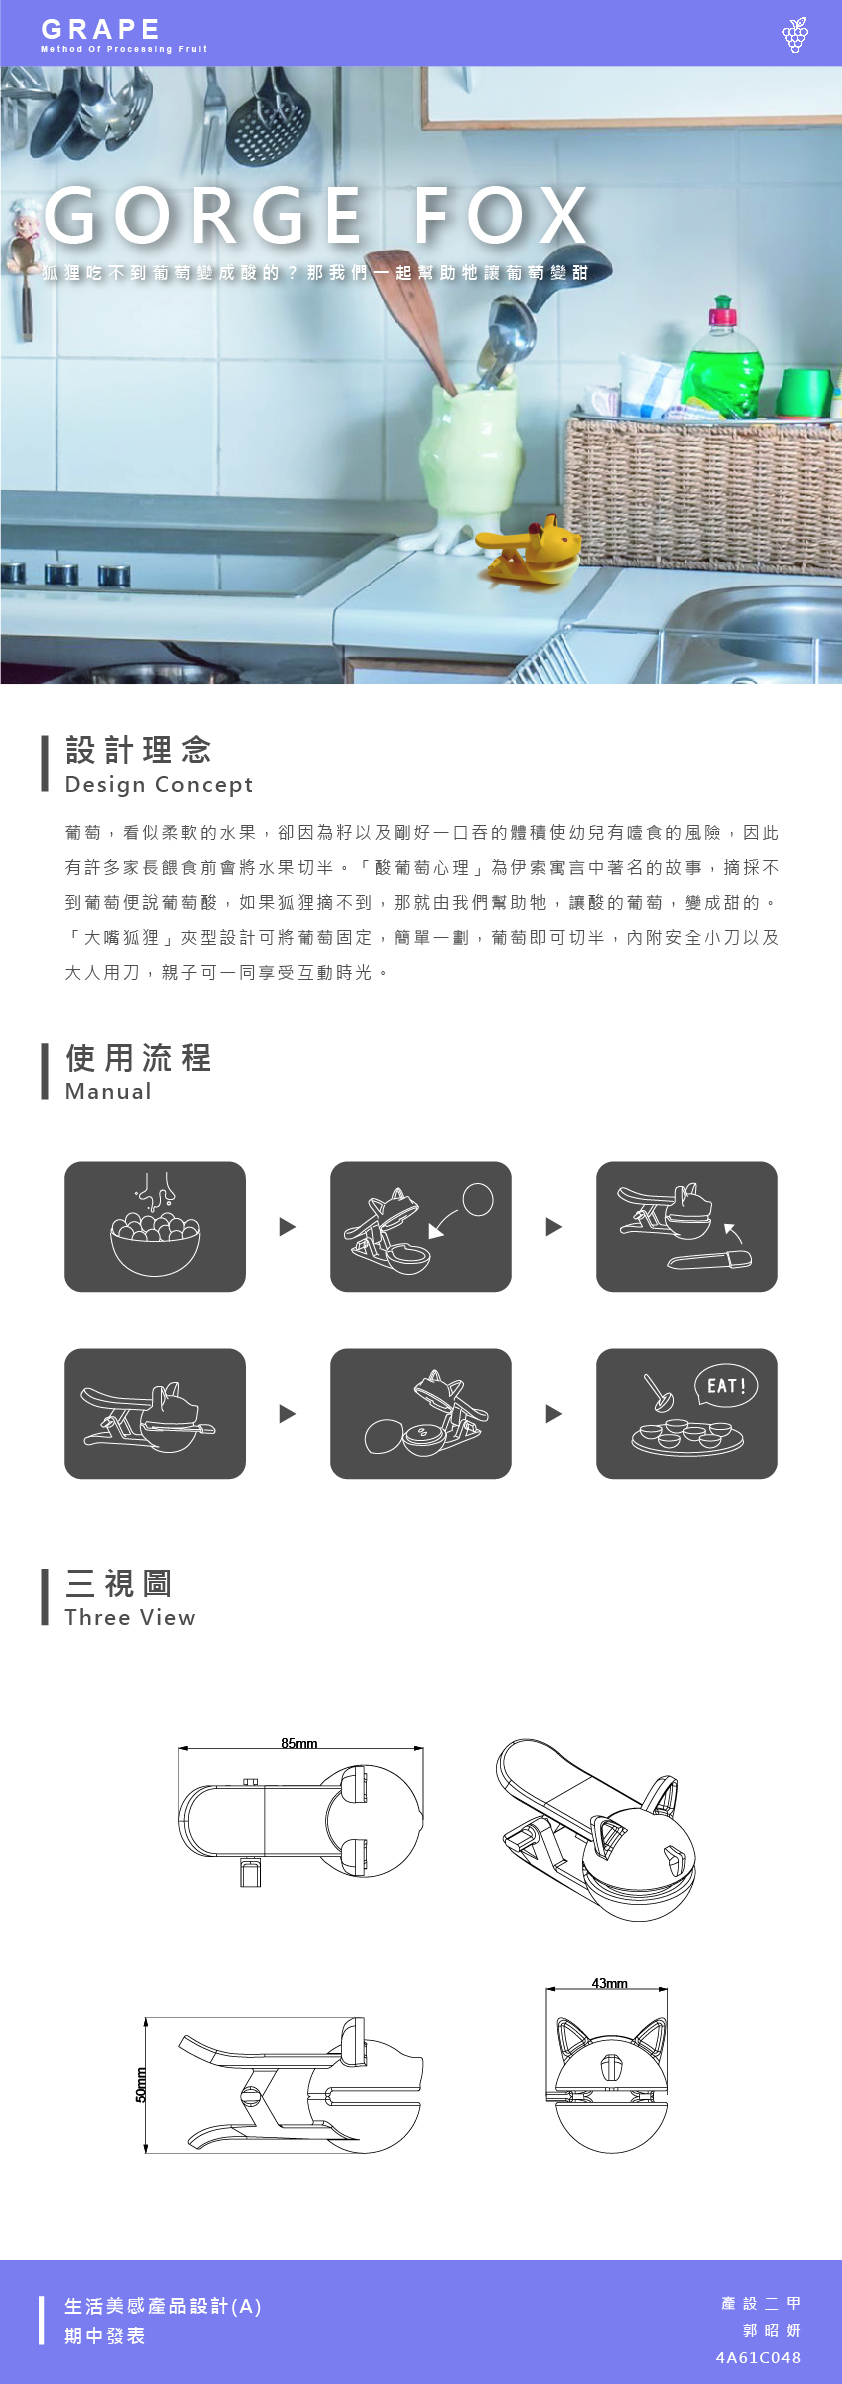 GRAPE
Method Of Processing Fruit
GORGE FOX
狐狸吃不到葡萄變成酸的？那我們一起幫助牠讓葡萄變甜
設計理念
Design Concept
葡萄，看似柔軟的水果，卻因為籽以及剛好一口吞的體積使幼兒有噎食的風險，因此
有許多家長餵食前會將水果切半。「酸葡萄心理」為伊索寓言中著名的故事，摘採不
到葡萄便說葡萄酸，如果狐狸摘不到，那就由我們幫助牠，讓酸的葡萄，變成甜的。
「大嘴狐狸」夾型設計可將葡萄固定，簡單一劃，葡萄即可切半，內附安全小刀以及
大人用刀，親子可一同享受互動時光。
使用流程
Manual
EAT!
三視圖
Three View
85mm
43mm
50mm
生活美感產品設計(A)
期中發表
產設二甲
郭昭妍
4A61C048